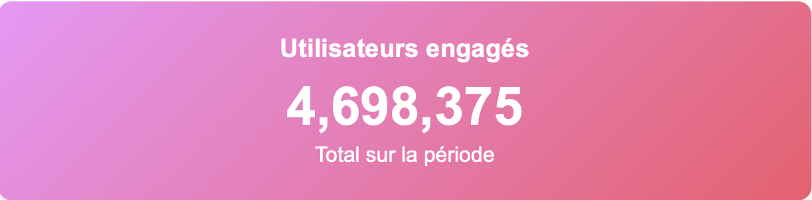 Utilisateurs engagés
4,698,375
Total sur la période